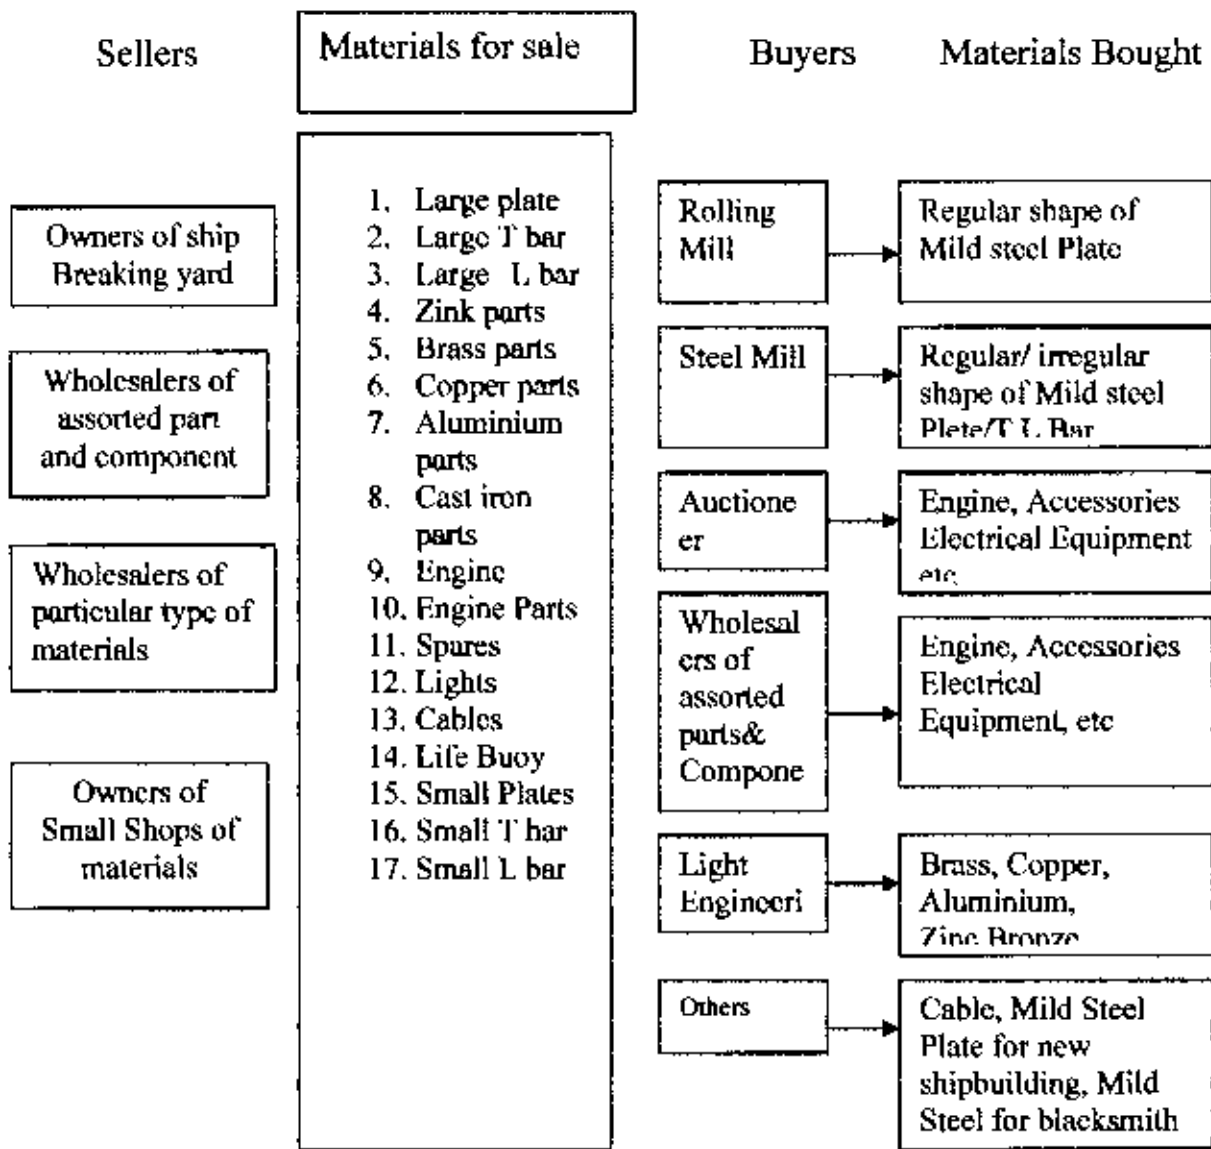 Sellers
Materials for sale
Buyers
Materials Bought
Owners of ship
Breaking yard
Wholesalers of
assorted part
and component
Wholesalers of
particular type of
materials
Owners of
Small Shops of
materials
1. Large plate
2. Large T bar
3. Large L bar
4. Zink parts
5. Brass parts
6. Copper parts
7. Aluminium
parts
8. Cast iron
parts
9. Engine
10. Engine Parts
11. Spares
12. Lights
13. Cables
14. Life Buoy
15. Small Plates
16. Small T bar
17. Small L bar
Rolling
Mill
Regular shape of
Mild steel Plate
Steel Mill
Regular/ irregular
shape of Mild steel
Plete/T L Bar
Auctione
er
Engine, Accessories
Electrical Equipment
etc
Wholesal
ers of
assorted
parts&
Compone
Engine, Accessories
Electrical
Equipment, etc
Light
Engineeri
Brass, Copper,
Aluminium,
Zinc Bronze
Others
Cable, Mild Steel
Plate for new
shipbuilding, Mild
Steel for blacksmith